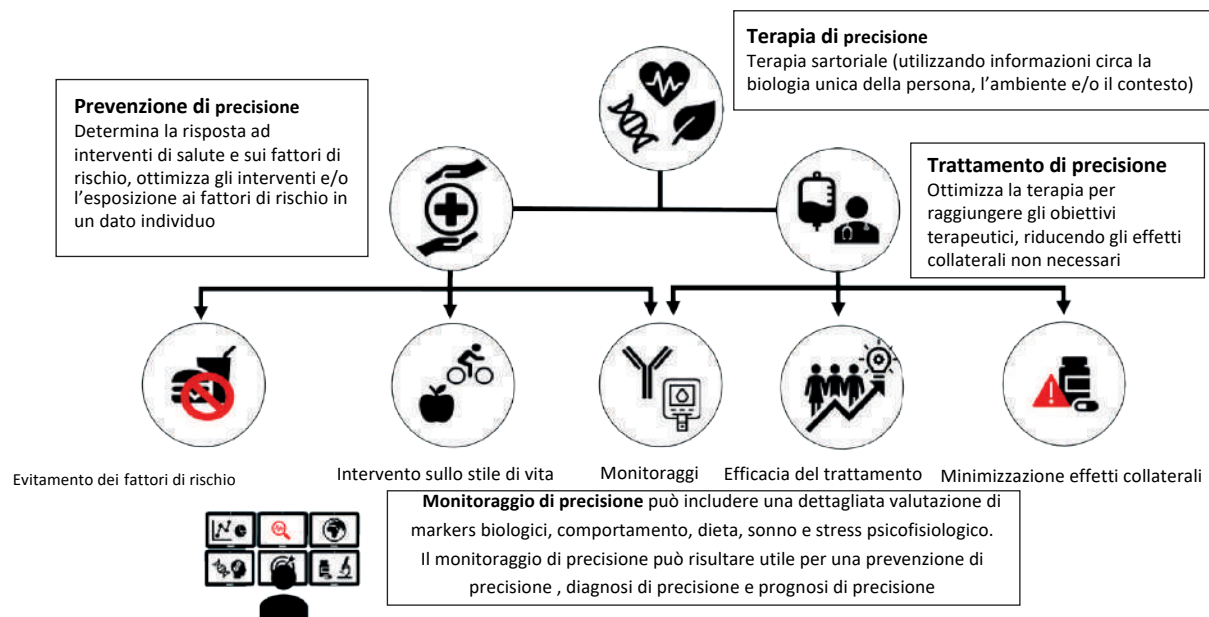 Terapia di precisione
Terapia sartoriale (utilizzando informazioni circa la
biologia unica della persona, l'ambiente e/o il contesto)
Prevenzione di precisione
Determina la risposta ad
interventi di salute e sui fattori di
rischio, ottimizza gli interventi e/o
l'esposizione ai fattori di rischio in
un dato individuo
Trattamento di precisione
Ottimizza la terapia per
raggiungere gli obiettivi
terapeutici, riducendo gli effetti
collaterali non necessari
Evitamento dei fattori di rischio
Intervento sullo stile di vita
Monitoraggi
Efficacia del trattamento
Minimizzazione effetti collaterali
Monitoraggio di precisione può includere una dettagliata valutazione di
markers biologici, comportamento, dieta, sonno e stress psicofisiologico.
Il monitoraggio di precisione può risultare utile per una prevenzione di
precisione , diagnosi di precisione e prognosi di precisione